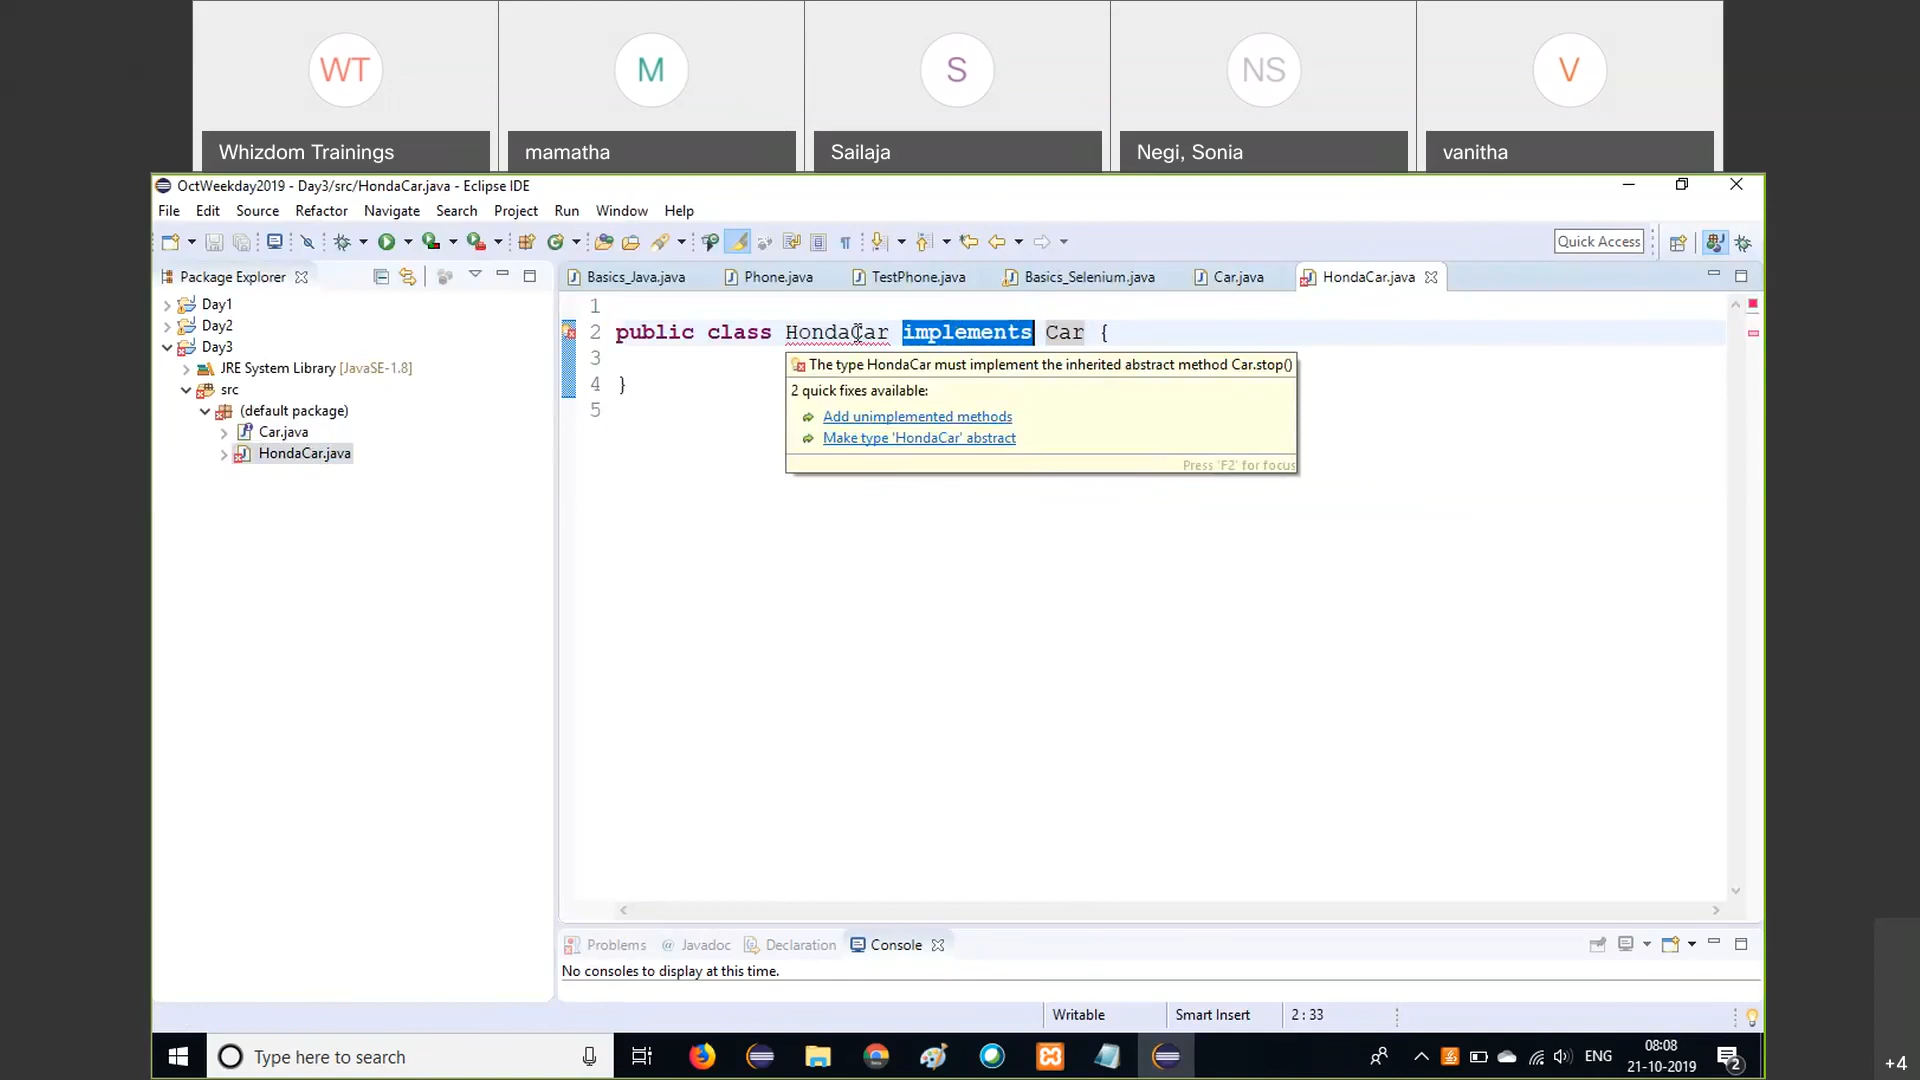 WT
M
S
NS
V
Whizdom Trainings
mamatha
Sailaja
Negi, Sonia
vanitha
OctWeekday2019 - Day3/src/HondaCar.java - Eclipse IDE
File Edit Source Refactor Navigate Search Project Run Window Help
Quick Access
Package Explorer
Basics_Java.java
Phone.java
TestPhone.java
Basics_Selenium.java
Car.java
HondaCar.java
Day1
Day2
Day3
JRE System Library [JavaSE-1.8]
src
(default package)
Car.java
HondaCar.java
1
2 public class HondaCar implements Car {
3
4 }
5
The type HondaCar must implement the inherited abstract method Car.stop()
2 quick fixes available:
Add unimplemented methods
Make type 'HondaCar' abstract
Press 'F2' for focus
Problems @ Javadoc Declaration Console
No consoles to display at this time.
Writable
Smart Insert
2 : 33
Type here to search
ENG
08:08
21-10-2019
2
+4